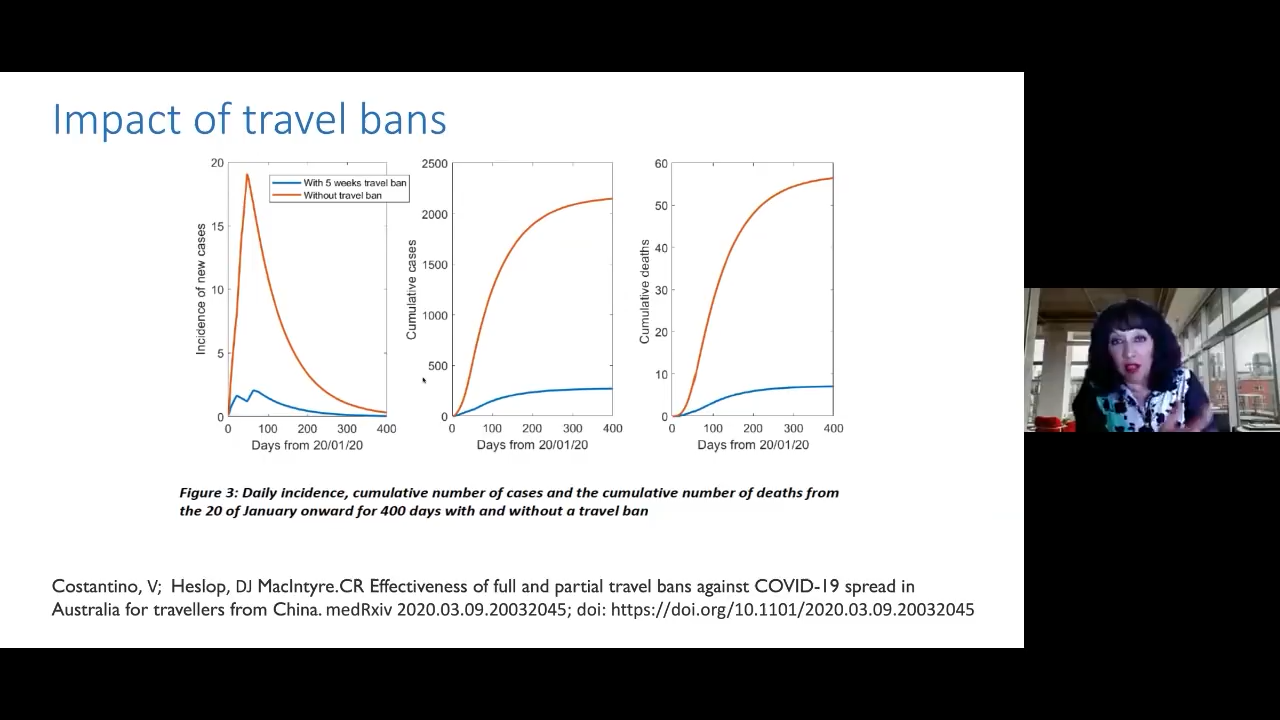 Impact of travel bans
20
15
10
5
0
Incidence of new cases
With 5 weeks travel ban
Without travel ban
0 100 200 300 400
Days from 20/01/20
2500
2000
1500
1000
500
0
Cumulative cases
0 100 200 300 400
Days from 20/01/20
60
50
40
30
20
10
0
Cumulative deaths
0 100 200 300 400
Days from 20/01/20
Figure 3: Daily incidence, cumulative number of cases and the cumulative number of deaths from
the 20 of January onward for 400 days with and without a travel ban
Costantino, V; Heslop, DJ MacIntyre.CR Effectiveness of full and partial travel bans against COVID-19 spread in
Australia for travellers from China. medRxiv 2020.03.09.20032045; doi: https://doi.org/10.1101/2020.03.09.20032045